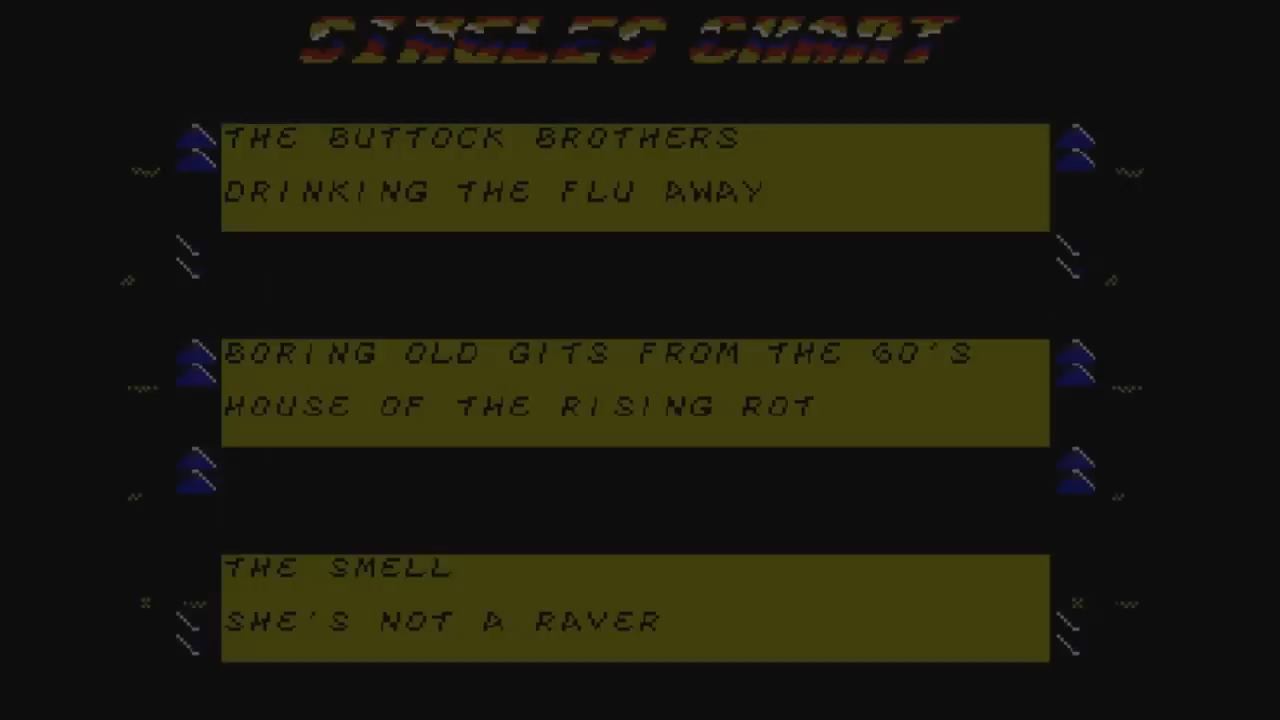 SINGLES CHART
THE BUTTOCK BROTHERS
DRINKING THE FLU AWAY
BORING OLD GITS FROM THE 60'S
HOUSE OF THE RISING ROT
THE SMELL
SHE'S NOT A RAVER